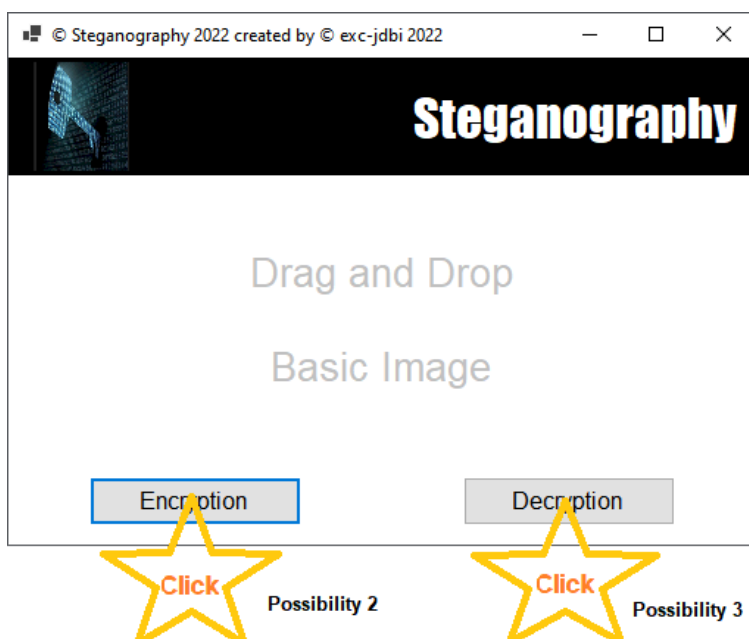 © Steganography 2022 created by © exc-jdbi 2022
Steganography
Drag and Drop
Basic Image
Encryption
Decryption
Click
Click
Possibility 2
Possibility 3